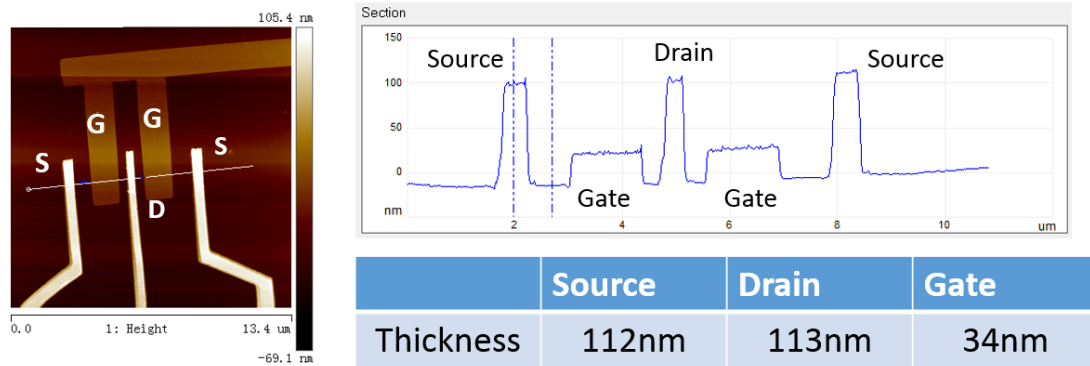 105.4 nm
G
G
S
S
D
0.0
1: Height
13.4 um
-69.1 nm
Section
150
100
50
0
nm
Source
Drain
Source
Gate
Gate
2
4
6
8
10
um
Source Drain Gate
Thickness 112nm 113nm 34nm